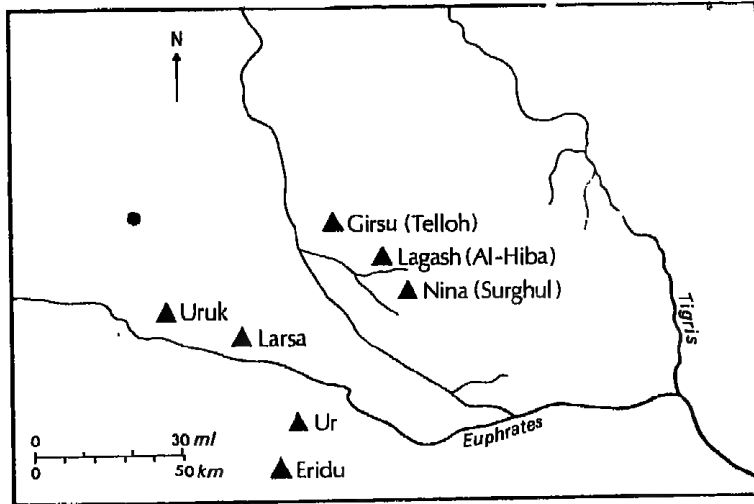 N
Girsu (Telloh)
Lagash (Al-Hiba)
Nina (Surghul)
Uruk
Larsa
Tigris
Ur
Euphrates
Eridu
0 30 ml
0 50 km